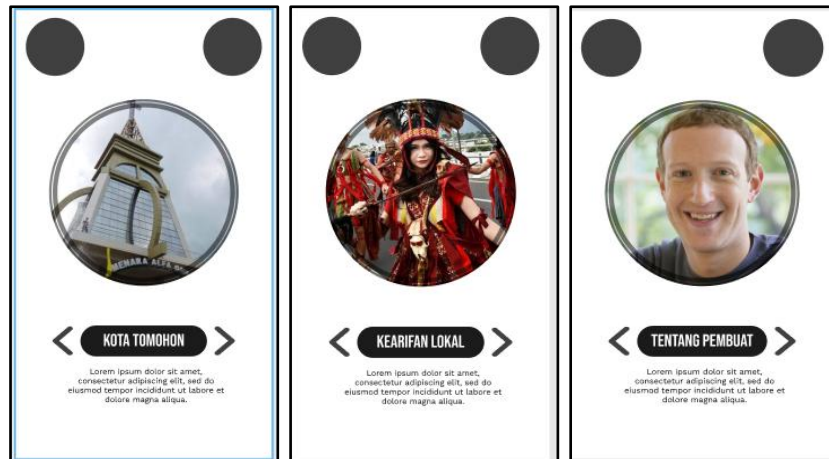 MENARA ALFA
KOTA TOMOHON
Lorem ipsum dolor sit amet,
consectetur adipiscing elit, sed do
eiusmod tempor incididunt ut labore et
dolore magna aliqua.
KEARIFAN LOKAL
Lorem ipsum dolor sit amet,
consectetur adipiscing elit, sed do
eiusmod tempor incididunt ut labore et
dolore magna aliqua.
TENTANG PEMBUAT
Lorem ipsum dolor sit amet,
consectetur adipiscing elit, sed do
eiusmod tempor incididunt ut labore et
dolore magna aliqua.